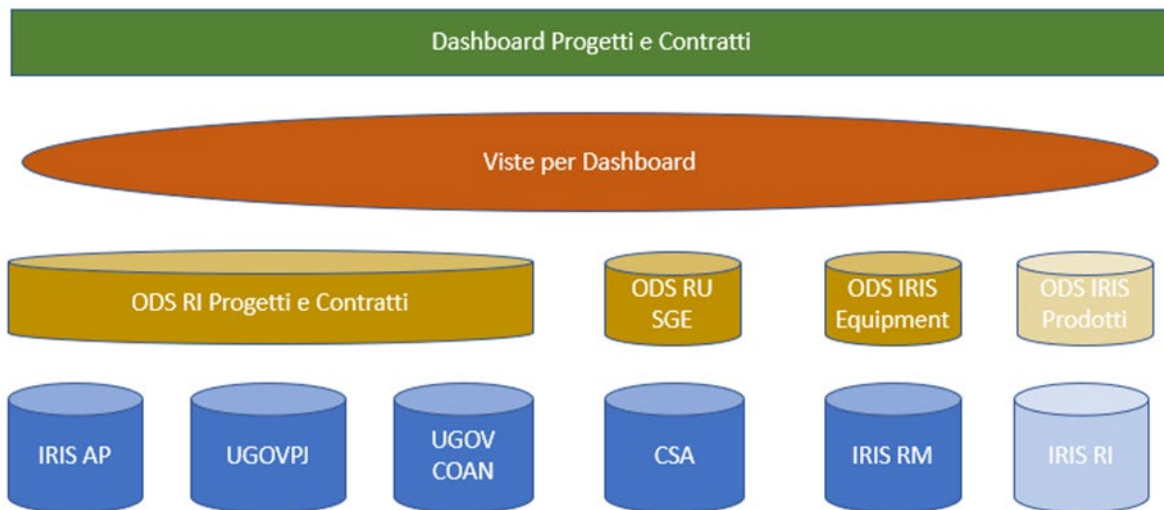 Dashboard Progetti e Contratti
Viste per Dashboard
ODS RI Progetti e Contratti
ODS RU
SGE
ODS IRIS
Equipment
ODS IRIS
Prodotti
IRIS AP
UGOVPJ
UGOV
COAN
CSA
IRIS RM
IRIS RI